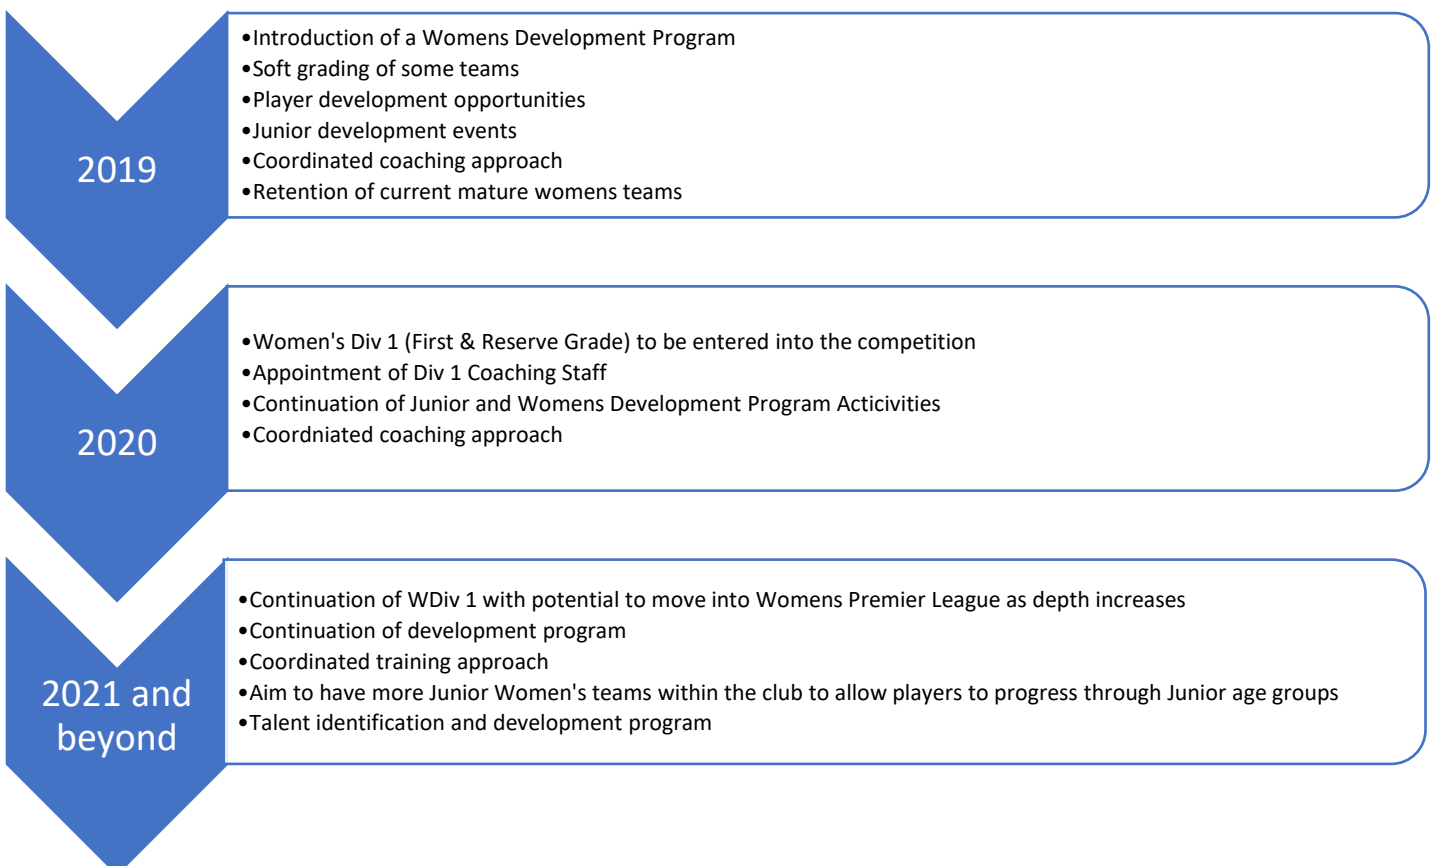 2019
•Introduction of a Womens Development Program
•Soft grading of some teams
•Player development opportunities
•Junior development events
•Coordinated coaching approach
•Retention of current mature womens teams
2020
•Women's Div 1 (First & Reserve Grade) to be entered into the competition
•Appointment of Div 1 Coaching Staff
•Continuation of Junior and Womens Development Program Acticivities
•Coordniated coaching approach
2021 and
beyond
•Continuation of WDiv 1 with potential to move into Womens Premier League as depth increases
•Continuation of development program
•Coordinated training approach
•Aim to have more Junior Women's teams within the club to allow players to progress through Junior age groups
•Talent identification and development program